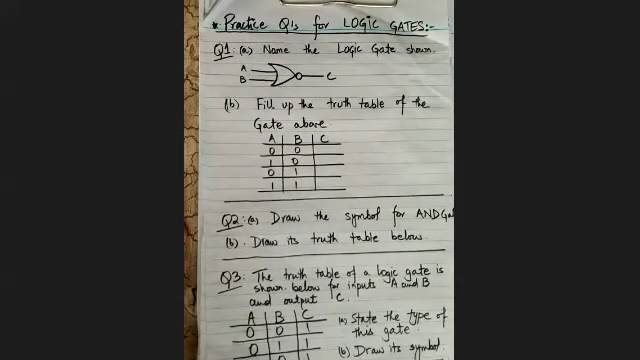 * Practice Q's for LOGIC GATES:-
Q1: (a) Name the Logic Gate shown.
A
B
C
(b) Fill up the truth table of the
Gate above.
A B C
0 0
1 0
0 1
1 1
Q2: (a) Draw the symbol for AND Ga
(b). Draw its truth table below.
Q3: The truth table of a logic gate is
shown below for inputs A and B
and output C.
A B C
0 0 1
0 1 1
(a) State the type of
this gate.
(b) Draw its symbol.